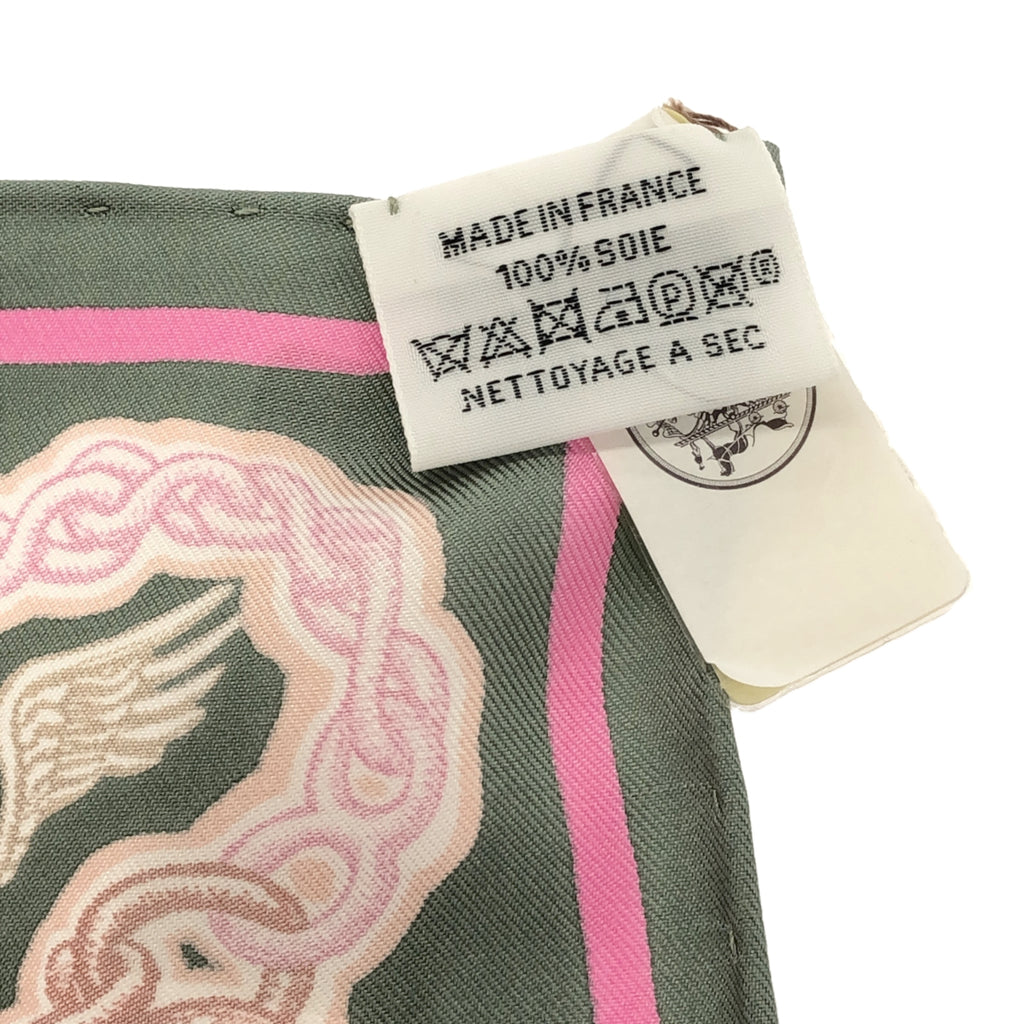 MADE IN FRANCE
100% SOIE
P ®
NETTOYAGE A SEC